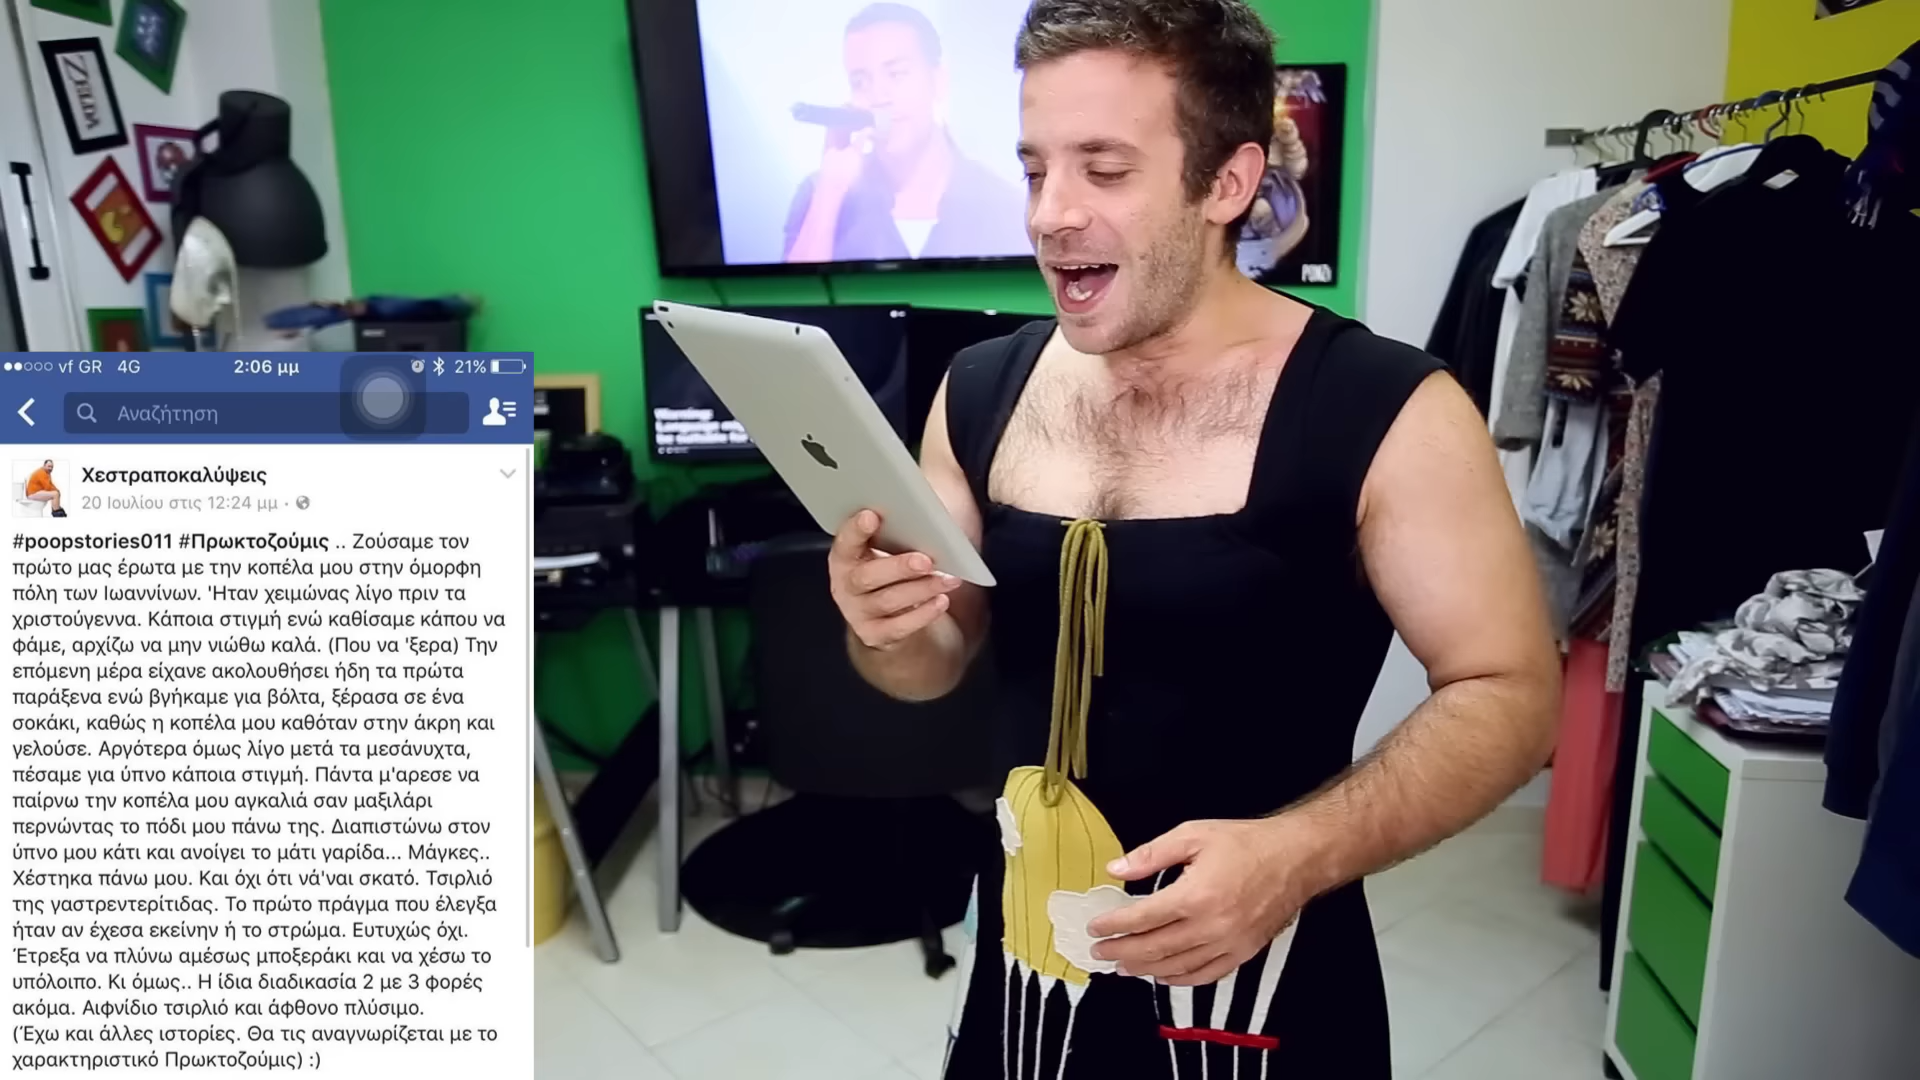 ZELDA
PONZY
Warning:
vf GR 4G 2:06 μμ 21%
Αναζήτηση
Χεστραποκαλύψεις
20 Ιουλίου στις 12:24 μμ ·
#poopstories011 #Πρωκτοζούμις .. Ζούσαμε τον
πρώτο μας έρωτα με την κοπέλα μου στην όμορφη
πόλη των Ιωαννίνων. 'Ηταν χειμώνας λίγο πριν τα
χριστούγεννα. Κάποια στιγμή ενώ καθίσαμε κάπου να
φάμε, αρχίζω να μην νιώθω καλά. (Που να 'ξερα) Την
επόμενη μέρα είχανε ακολουθήσει ήδη τα πρώτα
παράξενα ενώ βγήκαμε για βόλτα, ξέρασα σε ένα
σοκάκι, καθώς η κοπέλα μου καθόταν στην άκρη και
γελούσε. Αργότερα όμως λίγο μετά τα μεσάνυχτα,
πέσαμε για ύπνο κάποια στιγμή. Πάντα μ'αρεσε να
παίρνω την κοπέλα μου αγκαλιά σαν μαξιλάρι
περνώντας το πόδι μου πάνω της. Διαπιστώνω στον
ύπνο μου κάτι και ανοίγει το μάτι γαρίδα... Μάγκες..
Χέστηκα πάνω μου. Και όχι ότι νά'ναι σκατό. Τσιρλιό
της γαστρεντερίτιδας. Το πρώτο πράγμα που έλεγξα
ήταν αν έχεσα εκείνην ή το στρώμα. Ευτυχώς όχι.
Έτρεξα να πλύνω αμέσως μποξεράκι και να χέσω το
υπόλοιπο. Κι όμως.. Η ίδια διαδικασία 2 με 3 φορές
ακόμα. Αιφνίδιο τσιρλιό και άφθονο πλύσιμο.
(Έχω και άλλες ιστορίες. Θα τις αναγνωρίζεται με το
χαρακτηριστικό Πρωκτοζούμις) :)